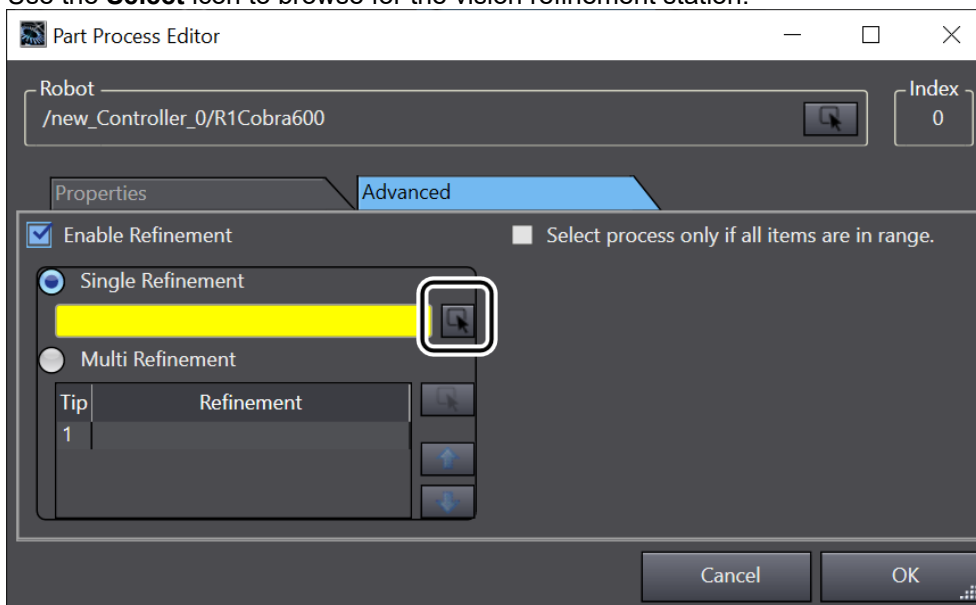 Use the Select icon to browse for the vision refinement station.
Part Process Editor
Robot
/new_Controller_0/R1Cobra600
Index
0
Properties
Advanced
Enable Refinement
Select process only if all items are in range.
Single Refinement
Multi Refinement
Tip Refinement
1
Cancel
OK